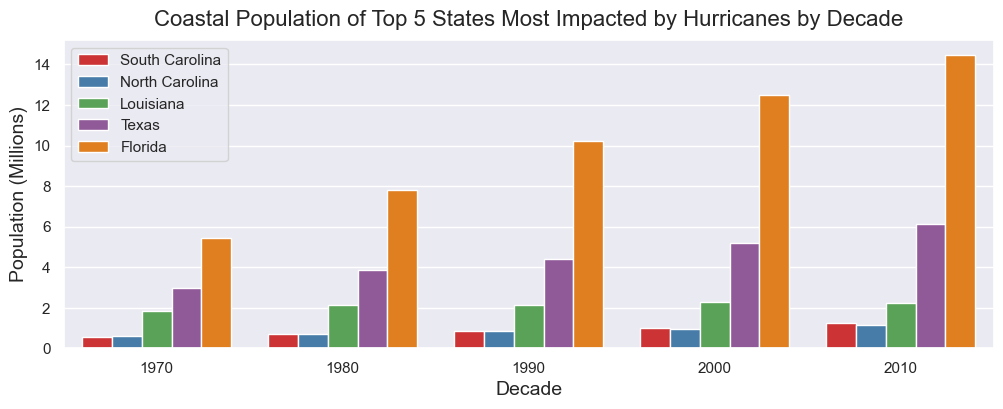 Coastal Population of Top 5 States Most Impacted by Hurricanes by Decade
South Carolina
North Carolina
Louisiana
Texas
Florida
Population (Millions)
14
12
10
8
6
4
2
0
1970 1980 1990 2000 2010
Decade